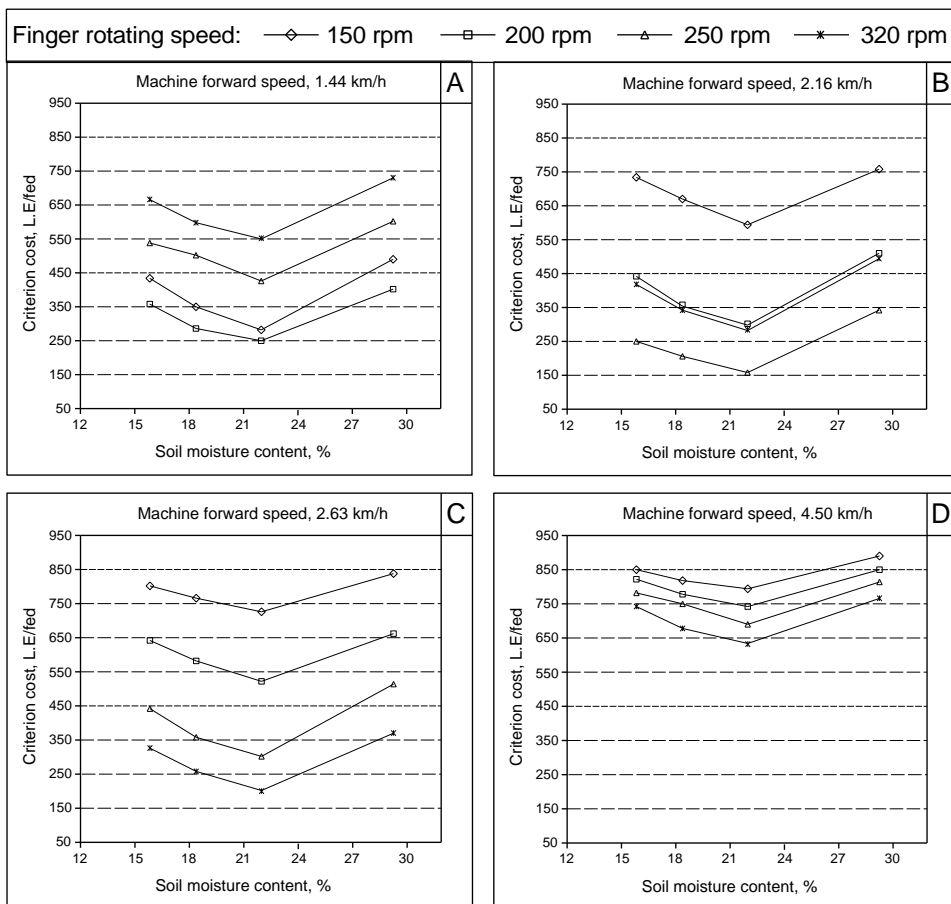 Finger rotating speed: 150 rpm 200 rpm 250 rpm 320 rpm
Machine forward speed, 1.44 km/h
A
950
850
750
650
550
450
350
250
150
50
Criterion cost, L.E/fed
12 15 18 21 24 27 30
Soil moisture content, %
Machine forward speed, 2.16 km/h
B
950
850
750
650
550
450
350
250
150
50
Criterion cost, L.E/fed
12 15 18 21 24 27 30
Soil moisture content, %
Machine forward speed, 2.63 km/h
C
950
850
750
650
550
450
350
250
150
50
Criterion cost, L.E/fed
12 15 18 21 24 27 30
Soil moisture content, %
Machine forward speed, 4.50 km/h
D
950
850
750
650
550
450
350
250
150
50
Criterion cost, L.E/fed
12 15 18 21 24 27 30
Soil moisture content, %